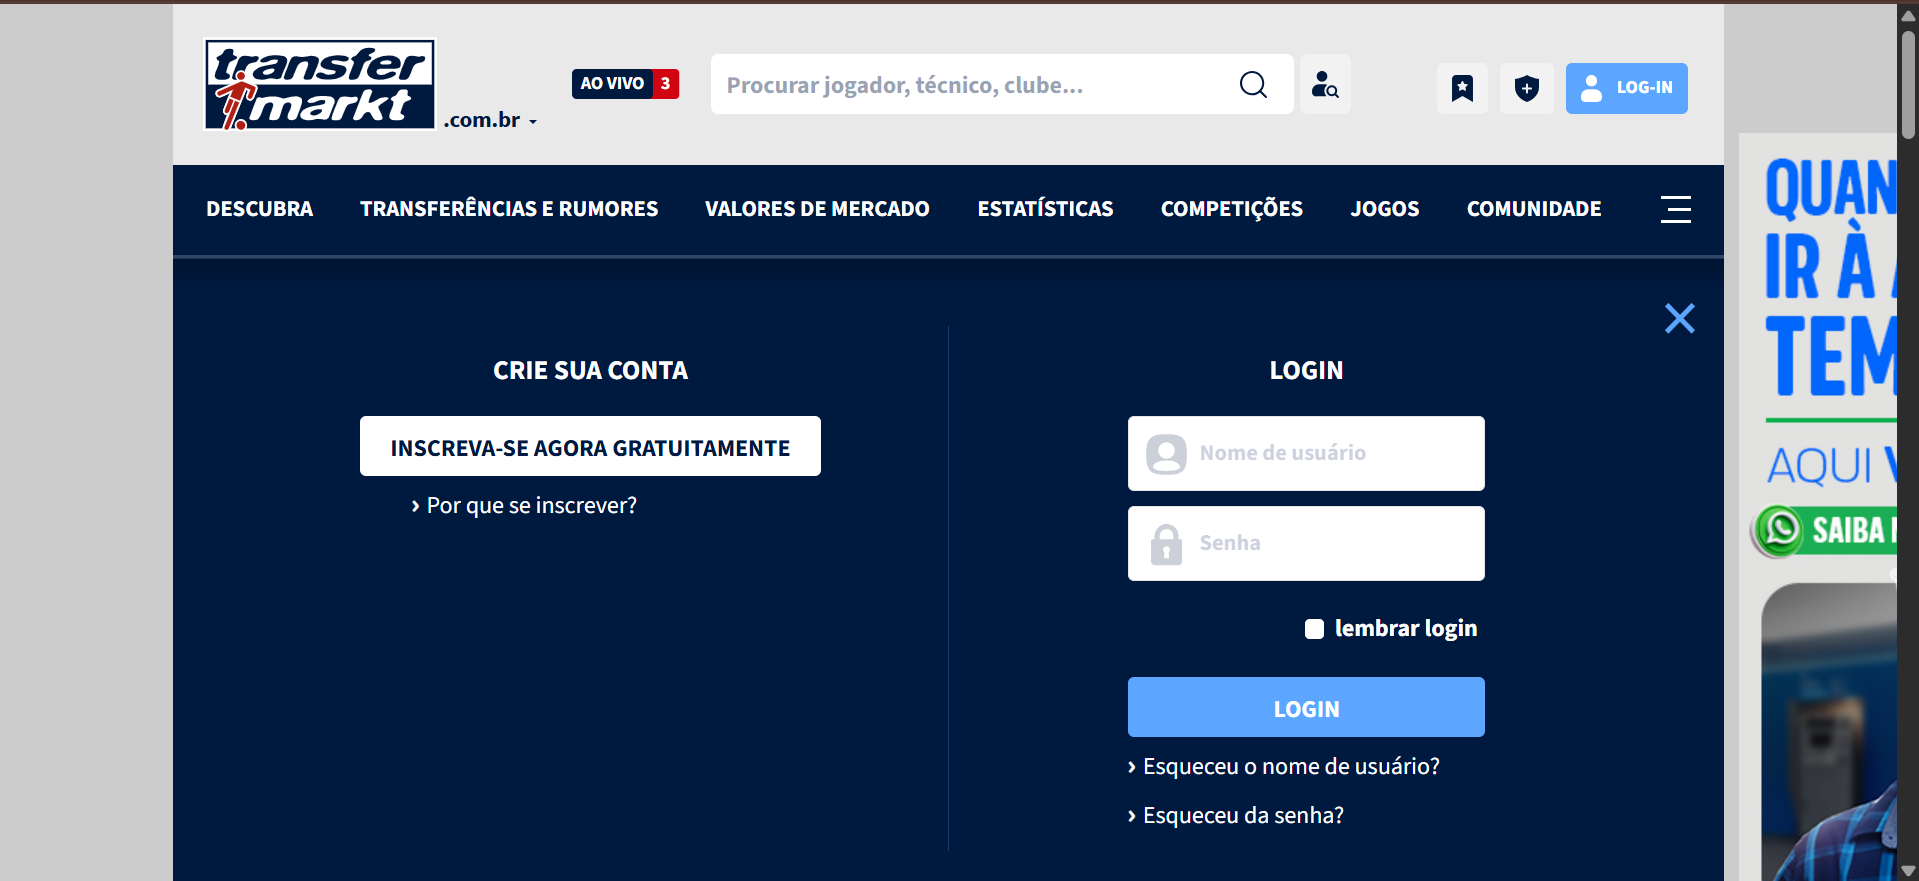 transfer
markt
.com.br
AO VIVO 3
Procurar jogador, técnico, clube...
LOG-IN
DESCUBRA
TRANSFERÊNCIAS E RUMORES
VALORES DE MERCADO
ESTATÍSTICAS
COMPETIÇÕES
JOGOS
COMUNIDADE
CRIE SUA CONTA
INSCREVA-SE AGORA GRATUITAMENTE
› Por que se inscrever?
LOGIN
Nome de usuário
Senha
lembrar login
LOGIN
› Esqueceu o nome de usuário?
› Esqueceu da senha?
QUAN
IR À
TEM
AQUI
SAIBA